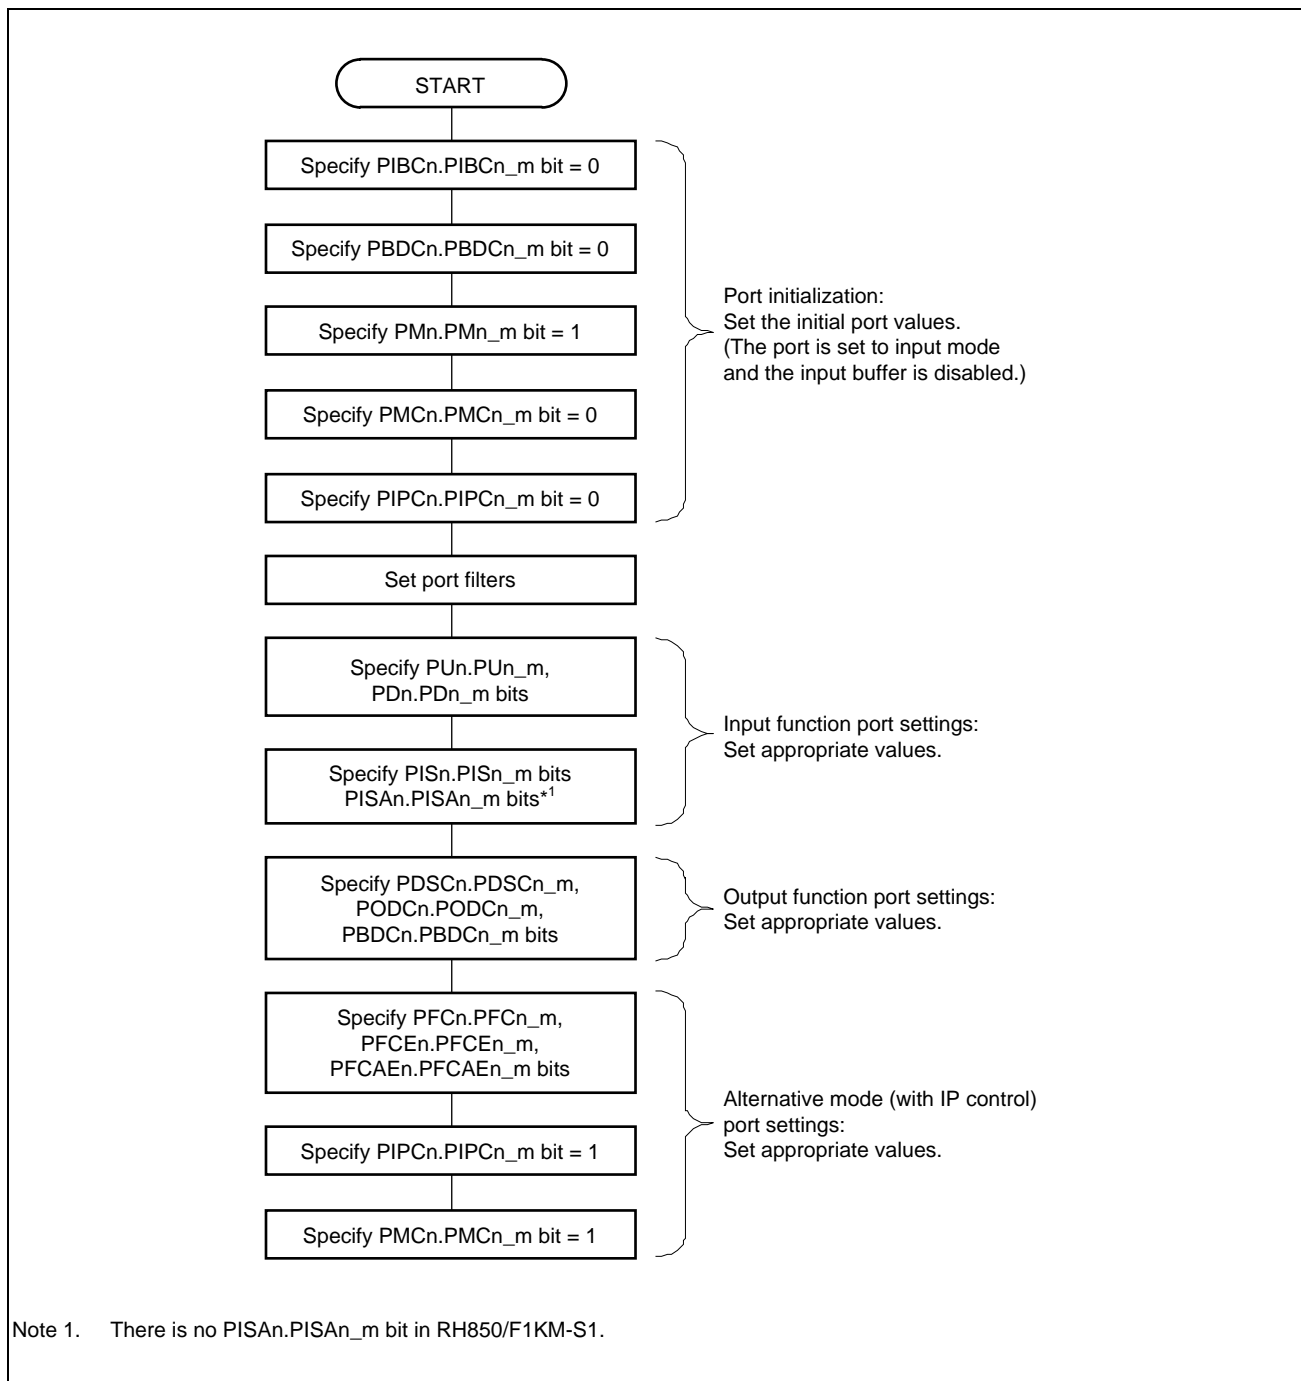 START
Specify PIBCn.PIBCn_m bit = 0
Specify PBDCn.PBDCn_m bit = 0
Specify PMn.PMn_m bit = 1
Specify PMCn.PMCn_m bit = 0
Specify PIPCn.PIPCn_m bit = 0
Port initialization:
Set the initial port values.
(The port is set to input mode
and the input buffer is disabled.)
Set port filters
Specify PUn.PUn_m,
PDn.PDn_m bits
Specify PISn.PISn_m bits
PISAn.PISAn_m bits*1
Input function port settings:
Set appropriate values.
Specify PDSCn.PDSCn_m,
PODCn.PODCn_m,
PBDCn.PBDCn_m bits
Output function port settings:
Set appropriate values.
Specify PFCn.PFCn_m,
PFCEn.PFCEn_m,
PFCAEn.PFCAEn_m bits
Specify PIPCn.PIPCn_m bit = 1
Specify PMCn.PMCn_m bit = 1
Alternative mode (with IP control)
port settings:
Set appropriate values.
Note 1. There is no PISAn.PISAn_m bit in RH850/F1KM-S1.